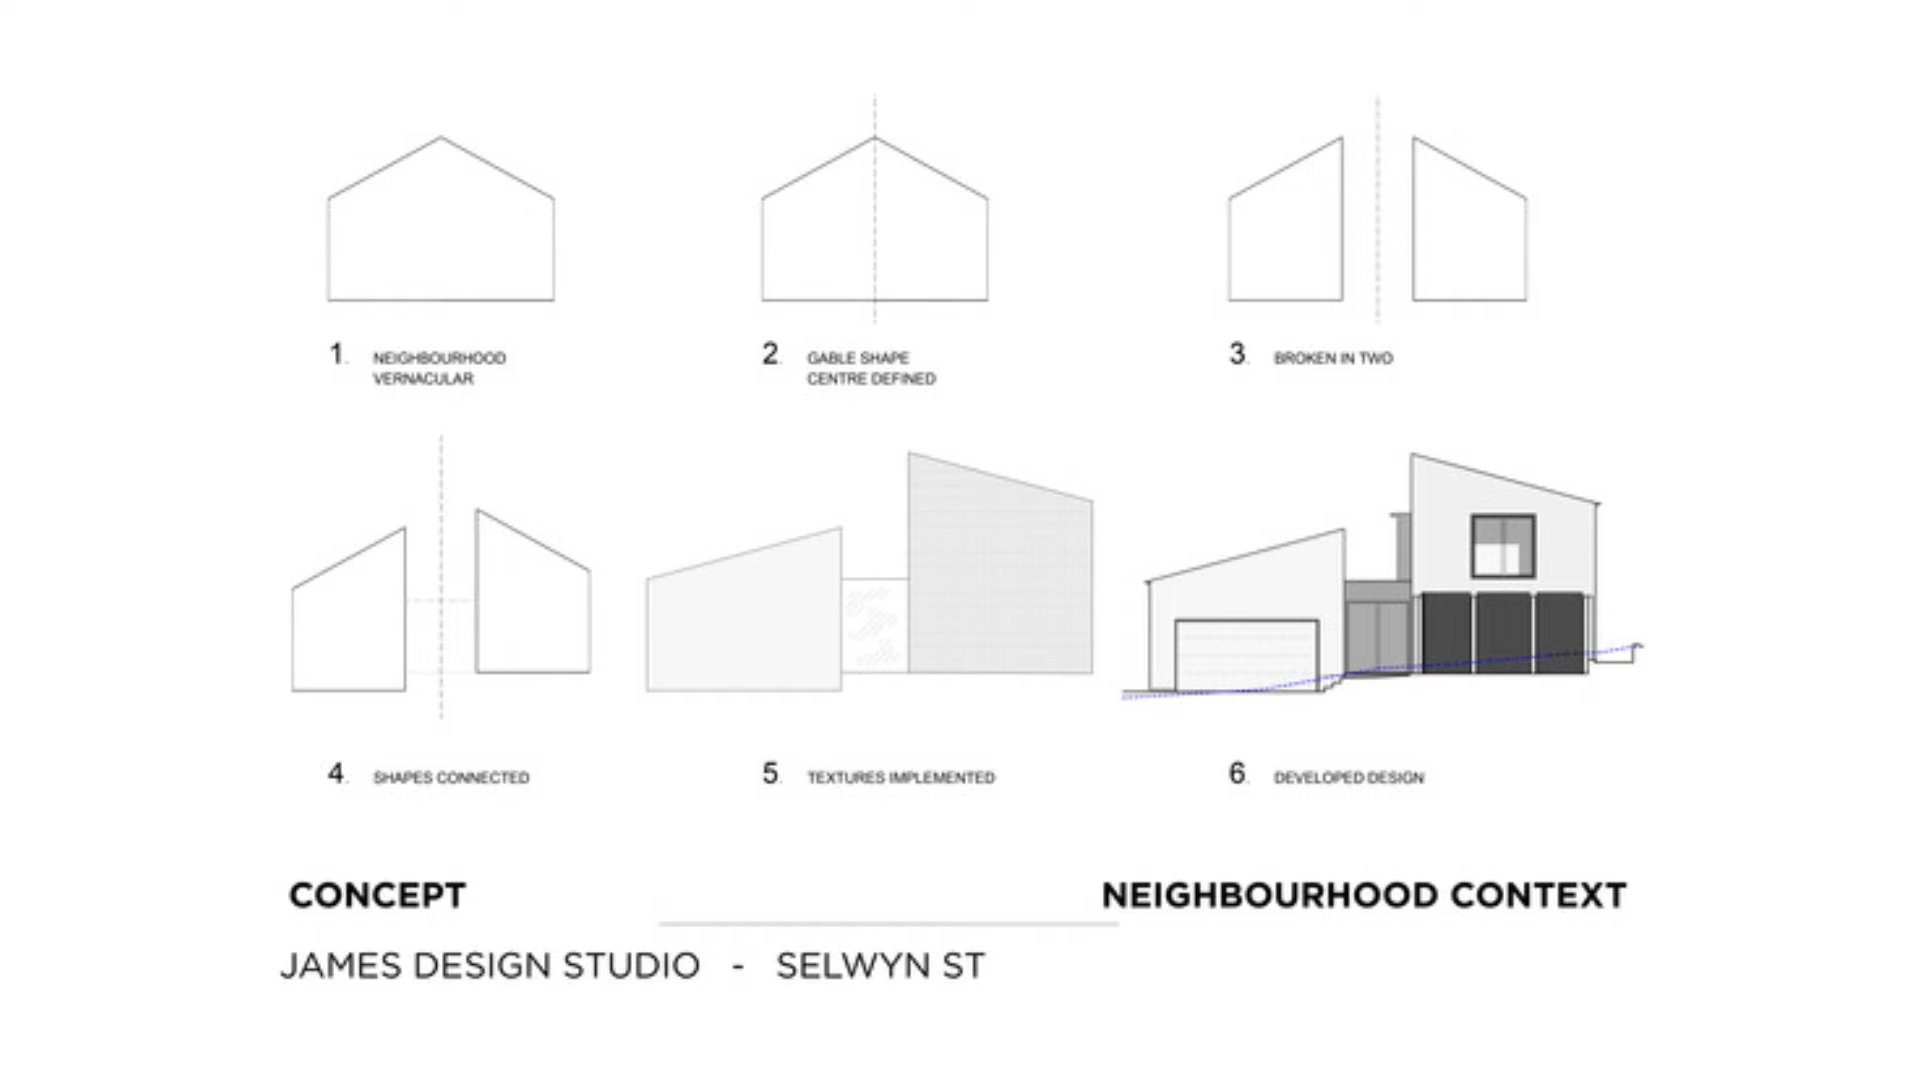 1. NEIGHBOURHOOD
VERNACULAR
2. GABLE SHAPE
CENTRE DEFINED
3. BROKEN IN TWO
4. SHAPES CONNECTED
5. TEXTURES IMPLEMENTED
6. DEVELOPED DESIGN
CONCEPT
NEIGHBOURHOOD CONTEXT
JAMES DESIGN STUDIO - SELWYN ST